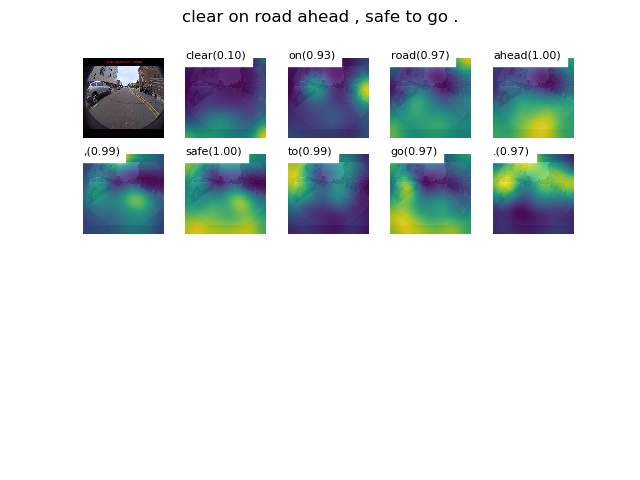 clear on road ahead , safe to go .
clear(0.10)
on(0.93)
road(0.97)
ahead(1.00)
,(0.99)
safe(1.00)
to(0.99)
go(0.97)
.(0.97)